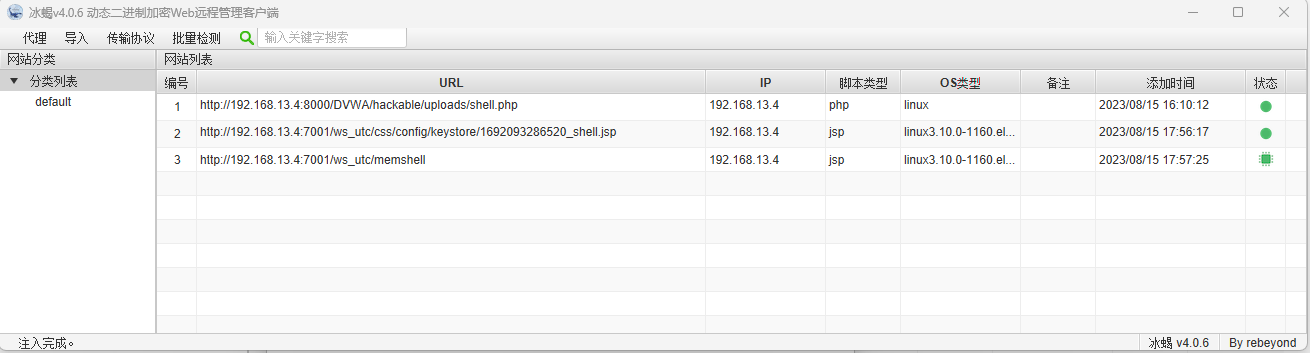 冰蝎v4.0.6 动态二进制加密Web远程管理客户端
代理 导入 传输协议 批量检测 输入关键字搜索
网站分类 网站列表
分类列表 编号 URL IP 脚本类型 OS类型 备注 添加时间 状态
default
1 http://192.168.13.4:8000/DVWA/hackable/uploads/shell.php 192.168.13.4 php linux 2023/08/15 16:10:12
2 http://192.168.13.4:7001/ws_utc/css/config/keystore/1692093286520_shell.jsp 192.168.13.4 jsp linux3.10.0-1160.el... 2023/08/15 17:56:17
3 http://192.168.13.4:7001/ws_utc/memshell 192.168.13.4 jsp linux3.10.0-1160.el... 2023/08/15 17:57:25
注入完成。 冰蝎 v4.0.6 By rebeyond